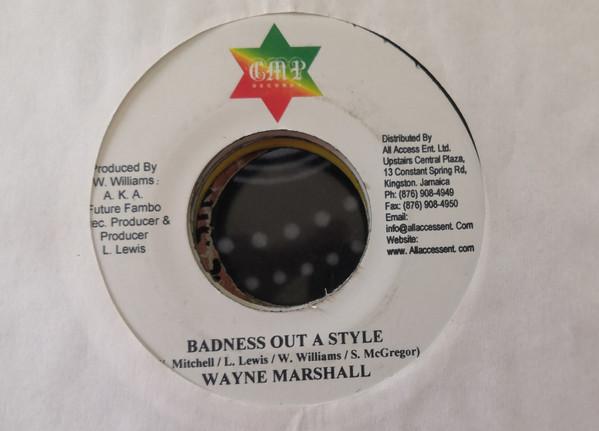 CMP
RECORDS
Produced By
W. Williams:
A. K. A.
Future Fambo
ec. Producer &
Producer
L. Lewis
Distributed By
All Access Ent. Ltd.
Upstairs Central Plaza,
13 Constant Spring Rd,
Kingston. Jamaica
Ph: (876) 908-4949
Fax: (876) 908-4950
Email:
info@allaccessent. Com
Website:
www. Allaccessent. com
BADNESS OUT A STYLE
Mitchell / L. Lewis / W. Williams / S. McGregor)
WAYNE MARSHALL